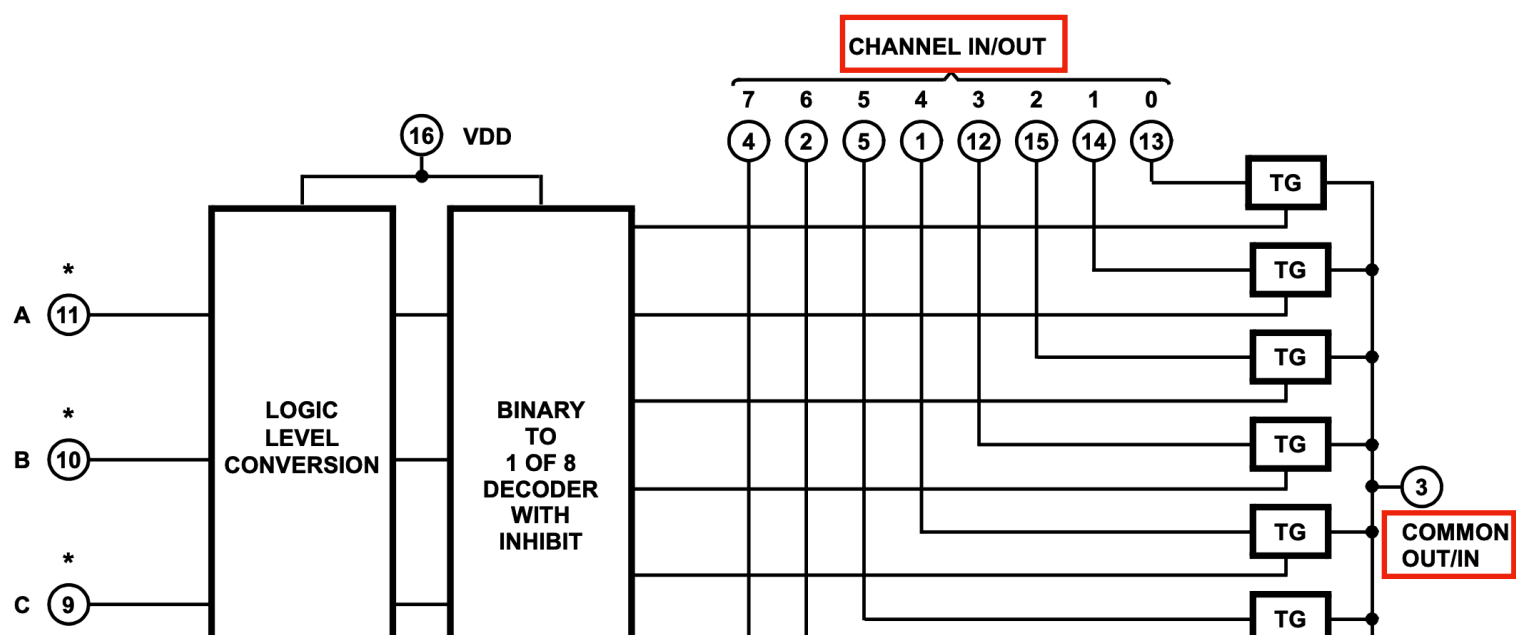 CHANNEL IN/OUT
7 6 5 4 3 2 1 0
16 VDD
4 2 5 1 12 15 14 13
TG
TG
*
A 11
TG
*
B 10
LOGIC
LEVEL
CONVERSION
BINARY
TO
1 OF 8
DECODER
WITH
INHIBIT
TG
3
COMMON
OUT/IN
TG
*
C 9
TG